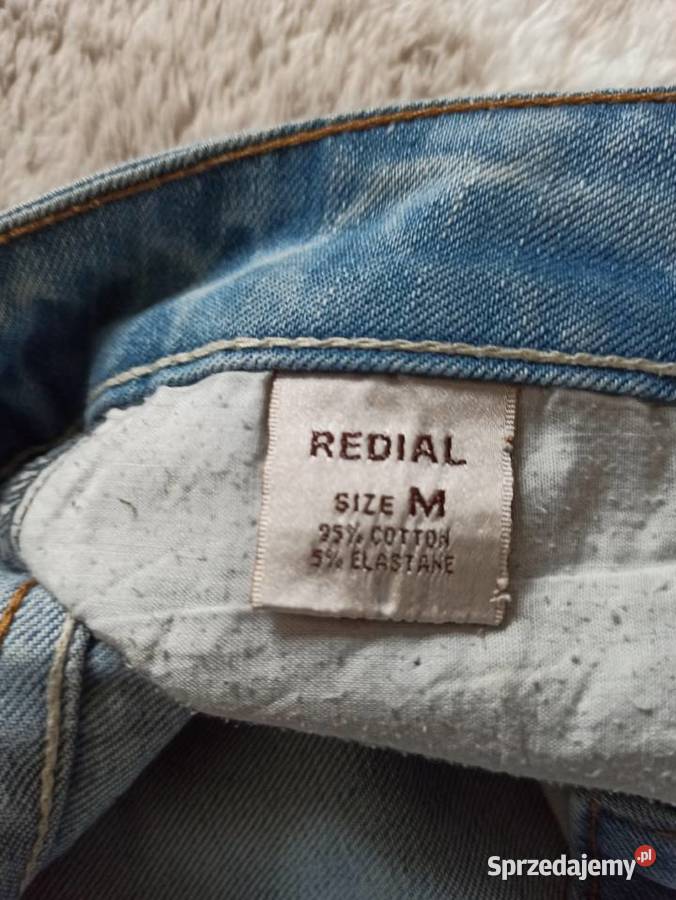 REDIAL
SIZE M
95% COTTON
5% ELASTANE
Sprzedajemy.pl